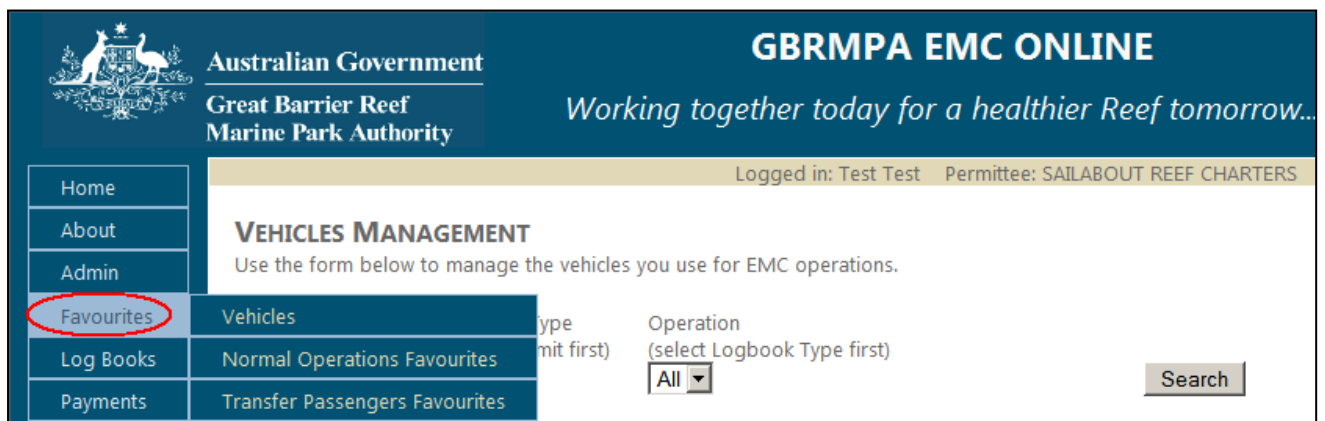 Australian Government
Great Barrier Reef
Marine Park Authority
GBRMPA EMC ONLINE
Working together today for a healthier Reef tomorrow...
Logged in: Test Test Permittee: SAILABOUT REEF CHARTERS
Home
About
Admin
Favourites
Log Books
Payments
VEHICLES MANAGEMENT
Use the form below to manage the vehicles you use for EMC operations.
Vehicles
Normal Operations Favourites
Transfer Passengers Favourites
Operation
first)
(select Logbook Type first)
All
Search